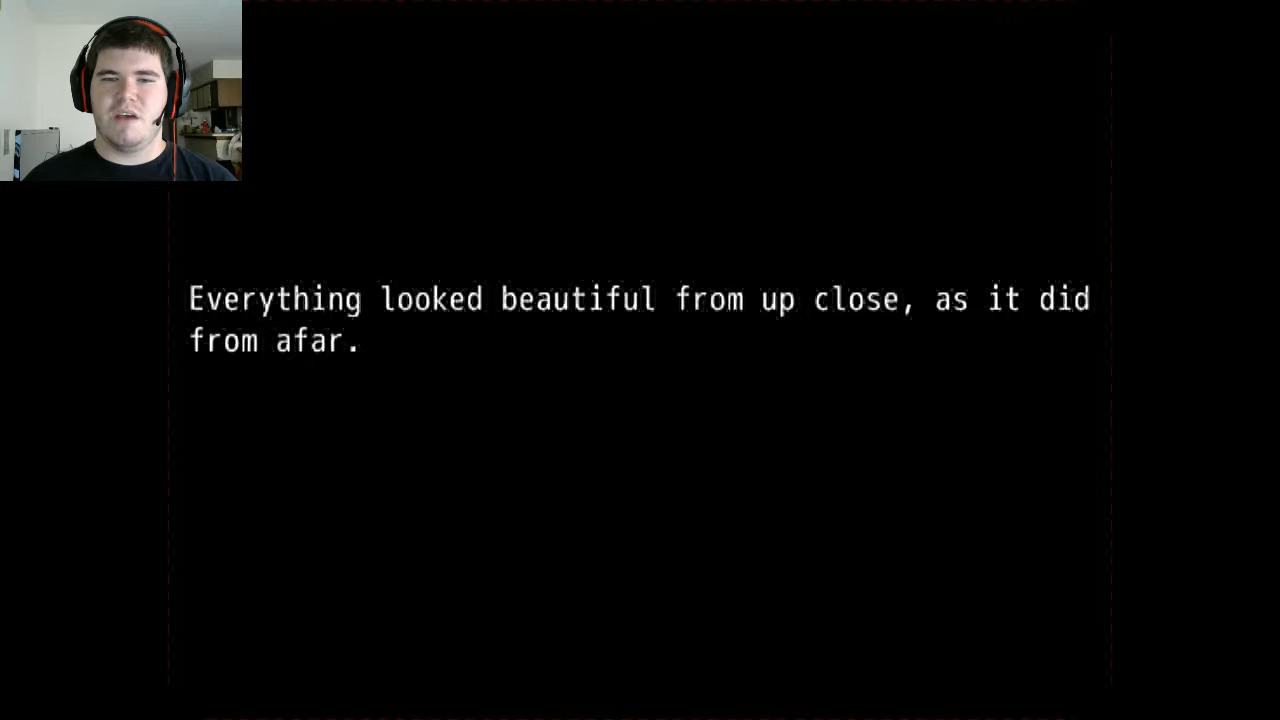 Everything looked beautiful from up close, as it did
from afar.